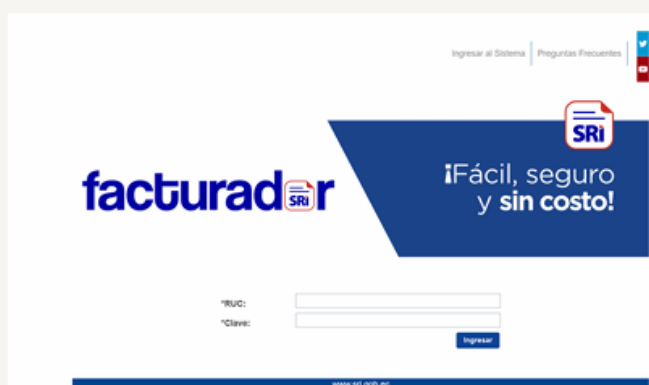 Ingresar al Sistema Preguntas Frecuentes
SRi
facturador
SRi
¡Fácil, seguro
y sin costo!
*RUC:
*Clave:
Ingresar
www.sri.gob.ec